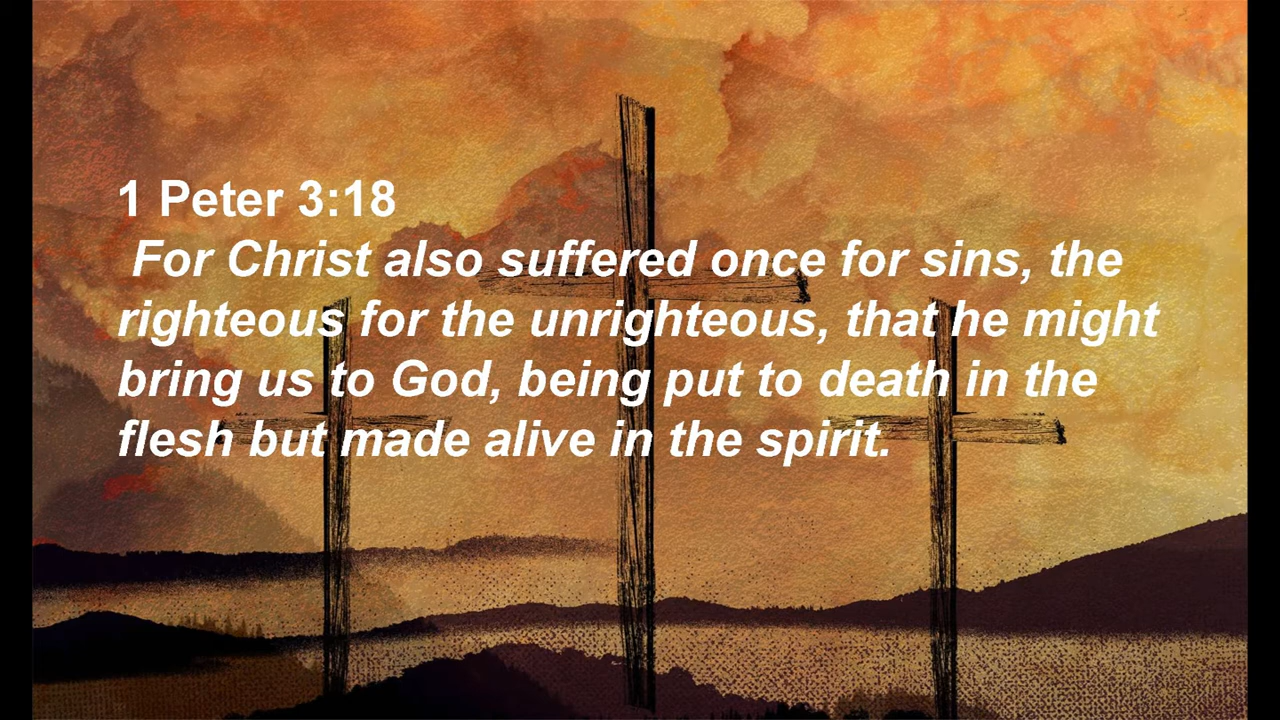 1 Peter 3:18
For Christ also suffered once for sins, the
righteous for the unrighteous, that he might
bring us to God, being put to death in the
flesh but made alive in the spirit.